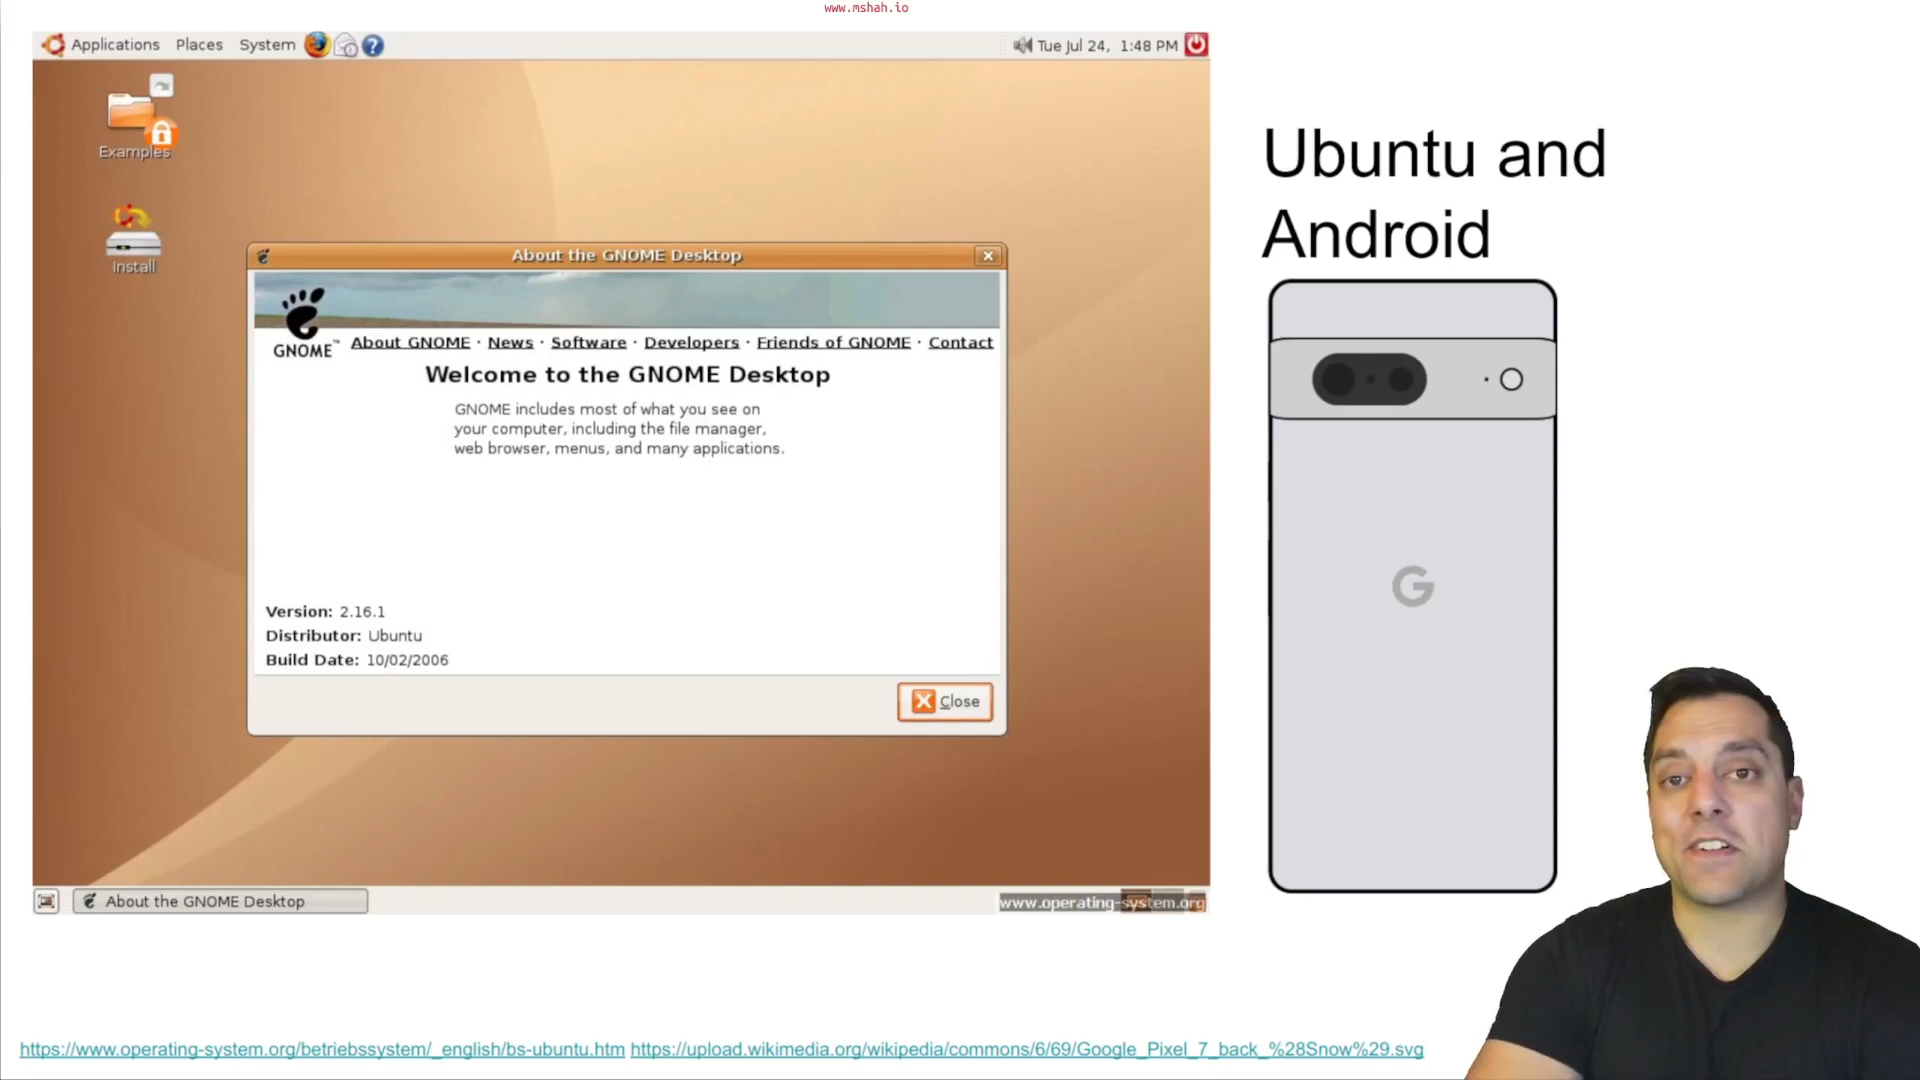 www.mshah.io
Applications Places System
Tue Jul 24, 1:48 PM
Examples
Install
About the GNOME Desktop
GNOME™
About GNOME · News · Software · Developers · Friends of GNOME · Contact
Welcome to the GNOME Desktop
GNOME includes most of what you see on
your computer, including the file manager,
web browser, menus, and many applications.
Version: 2.16.1
Distributor: Ubuntu
Build Date: 10/02/2006
Close
About the GNOME Desktop
www.operating-system.org
Ubuntu and
Android
G
https://www.operating-system.org/betriebssystem/_english/bs-ubuntu.htm https://upload.wikimedia.org/wikipedia/commons/6/69/Google_Pixel_7_back_%28Snow%29.svg